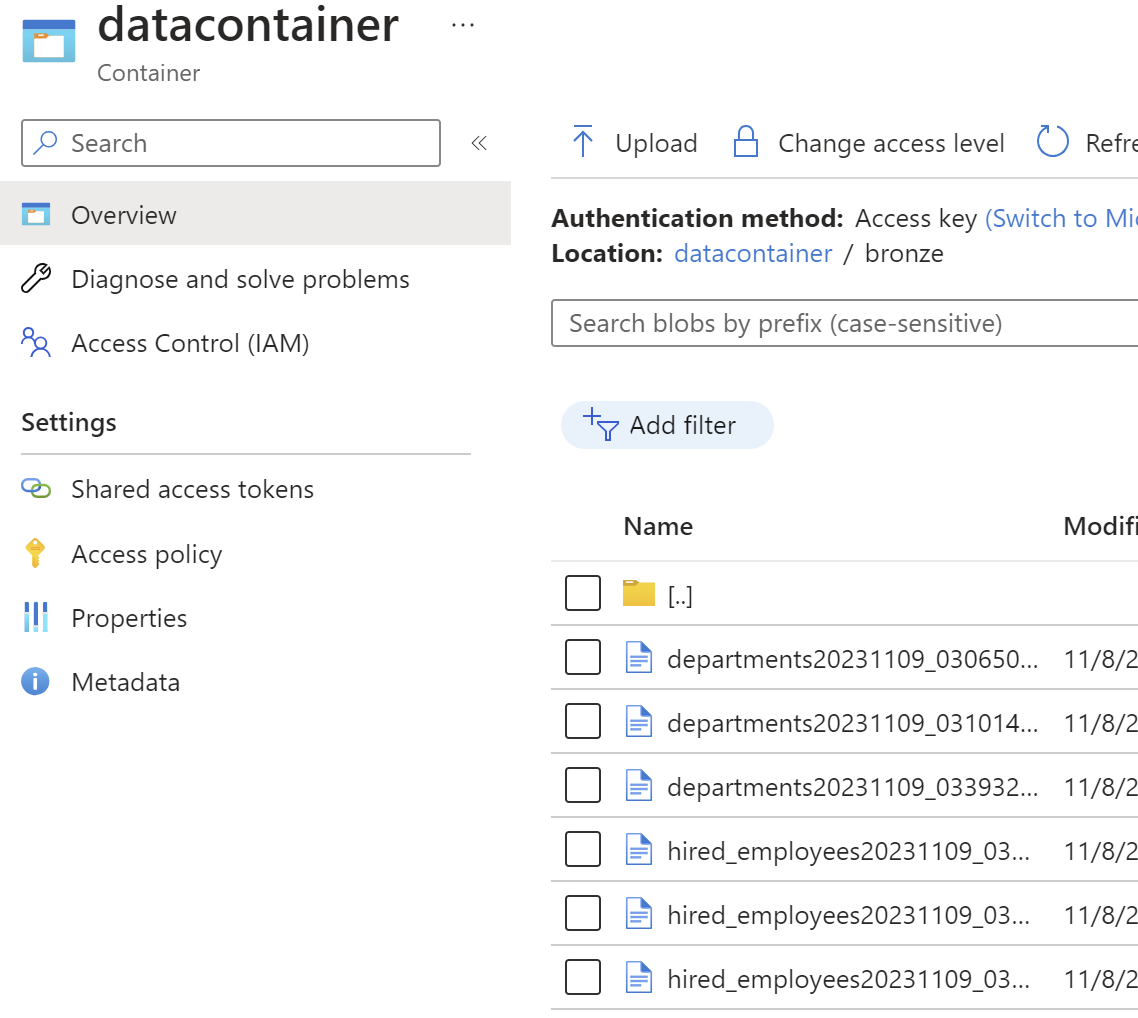 datacontainer ...
Container
Search
Overview
Diagnose and solve problems
Access Control (IAM)
Settings
Shared access tokens
Access policy
Properties
Metadata
Upload Change access level Refre
Authentication method: Access key (Switch to Mic
Location: datacontainer / bronze
Search blobs by prefix (case-sensitive)
Add filter
Name Modifi
[..]
departments20231109_030650... 11/8/2
departments20231109_031014... 11/8/2
departments20231109_033932... 11/8/2
hired_employees20231109_03... 11/8/2
hired_employees20231109_03... 11/8/2
hired_employees20231109_03... 11/8/2